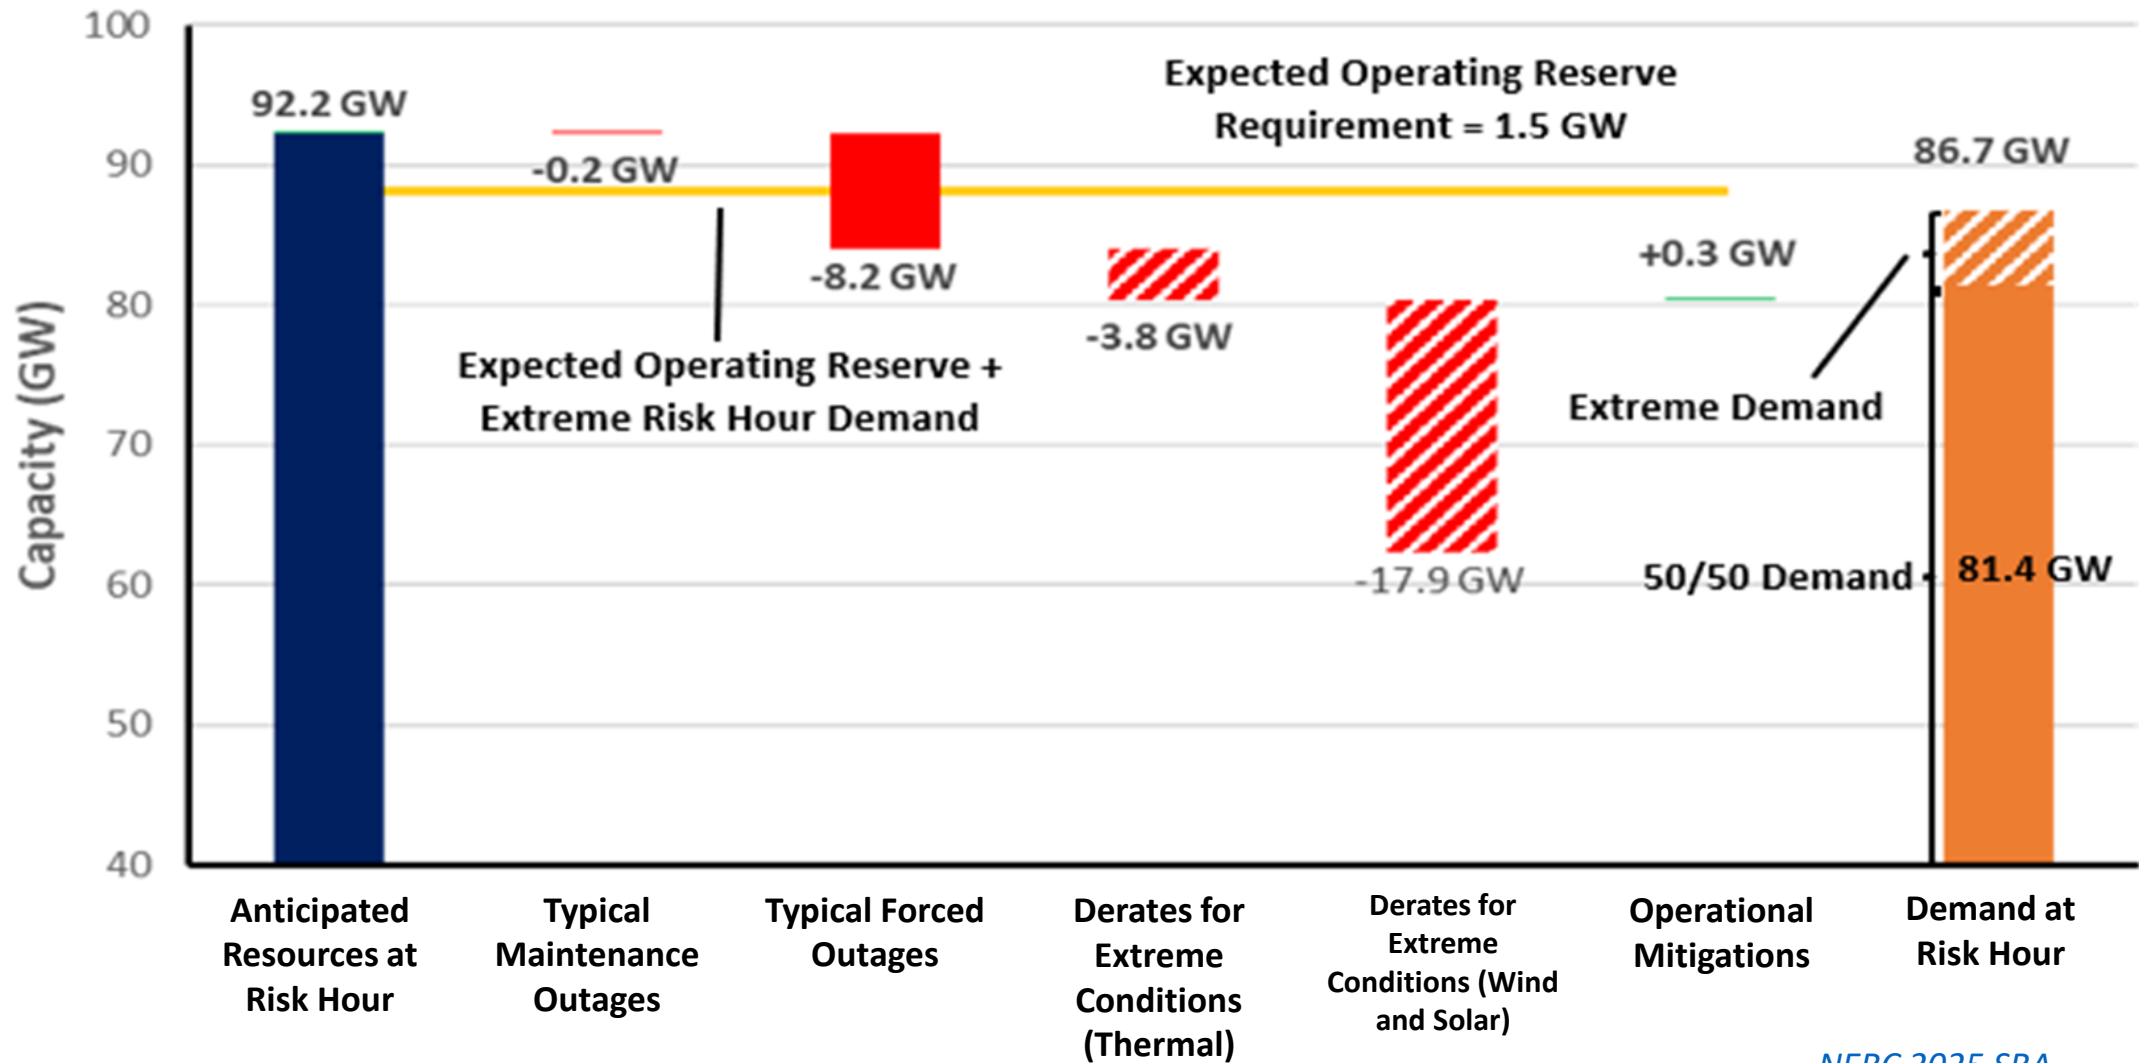 100
90
80
70
60
50
40
Capacity (GW)
92.2 GW
-0.2 GW
-8.2 GW
-3.8 GW
-17.9 GW
+0.3 GW
86.7 GW
81.4 GW
Expected Operating Reserve
Requirement = 1.5 GW
Expected Operating Reserve +
Extreme Risk Hour Demand
Extreme Demand
50/50 Demand
Anticipated
Resources at
Risk Hour
Typical
Maintenance
Outages
Typical Forced
Outages
Derates for
Extreme
Conditions
(Thermal)
Derates for
Extreme
Conditions (Wind
and Solar)
Operational
Mitigations
Demand at
Risk Hour
NERC 2025 SRA